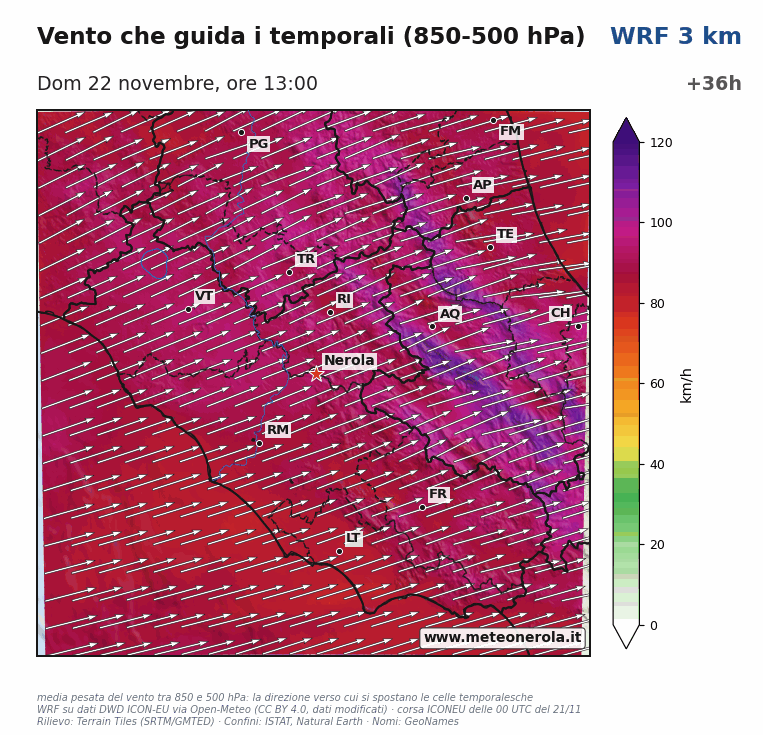 Vento che guida i temporali (850-500 hPa) WRF 3 km
Dom 22 novembre, ore 13:00 +36h
FM
PG
AP
TE
TR
VT
RI
AQ
CH
Nerola
RM
FR
LT
www.meteonerola.it
120
100
80
60
40
20
0
km/h
media pesata del vento tra 850 e 500 hPa: la direzione verso cui si spostano le celle temporalesche
WRF su dati DWD ICON-EU via Open-Meteo (CC BY 4.0, dati modificati) · corsa ICONEU delle 00 UTC del 21/11
Rilievo: Terrain Tiles (SRTM/GMTED) · Confini: ISTAT, Natural Earth · Nomi: GeoNames